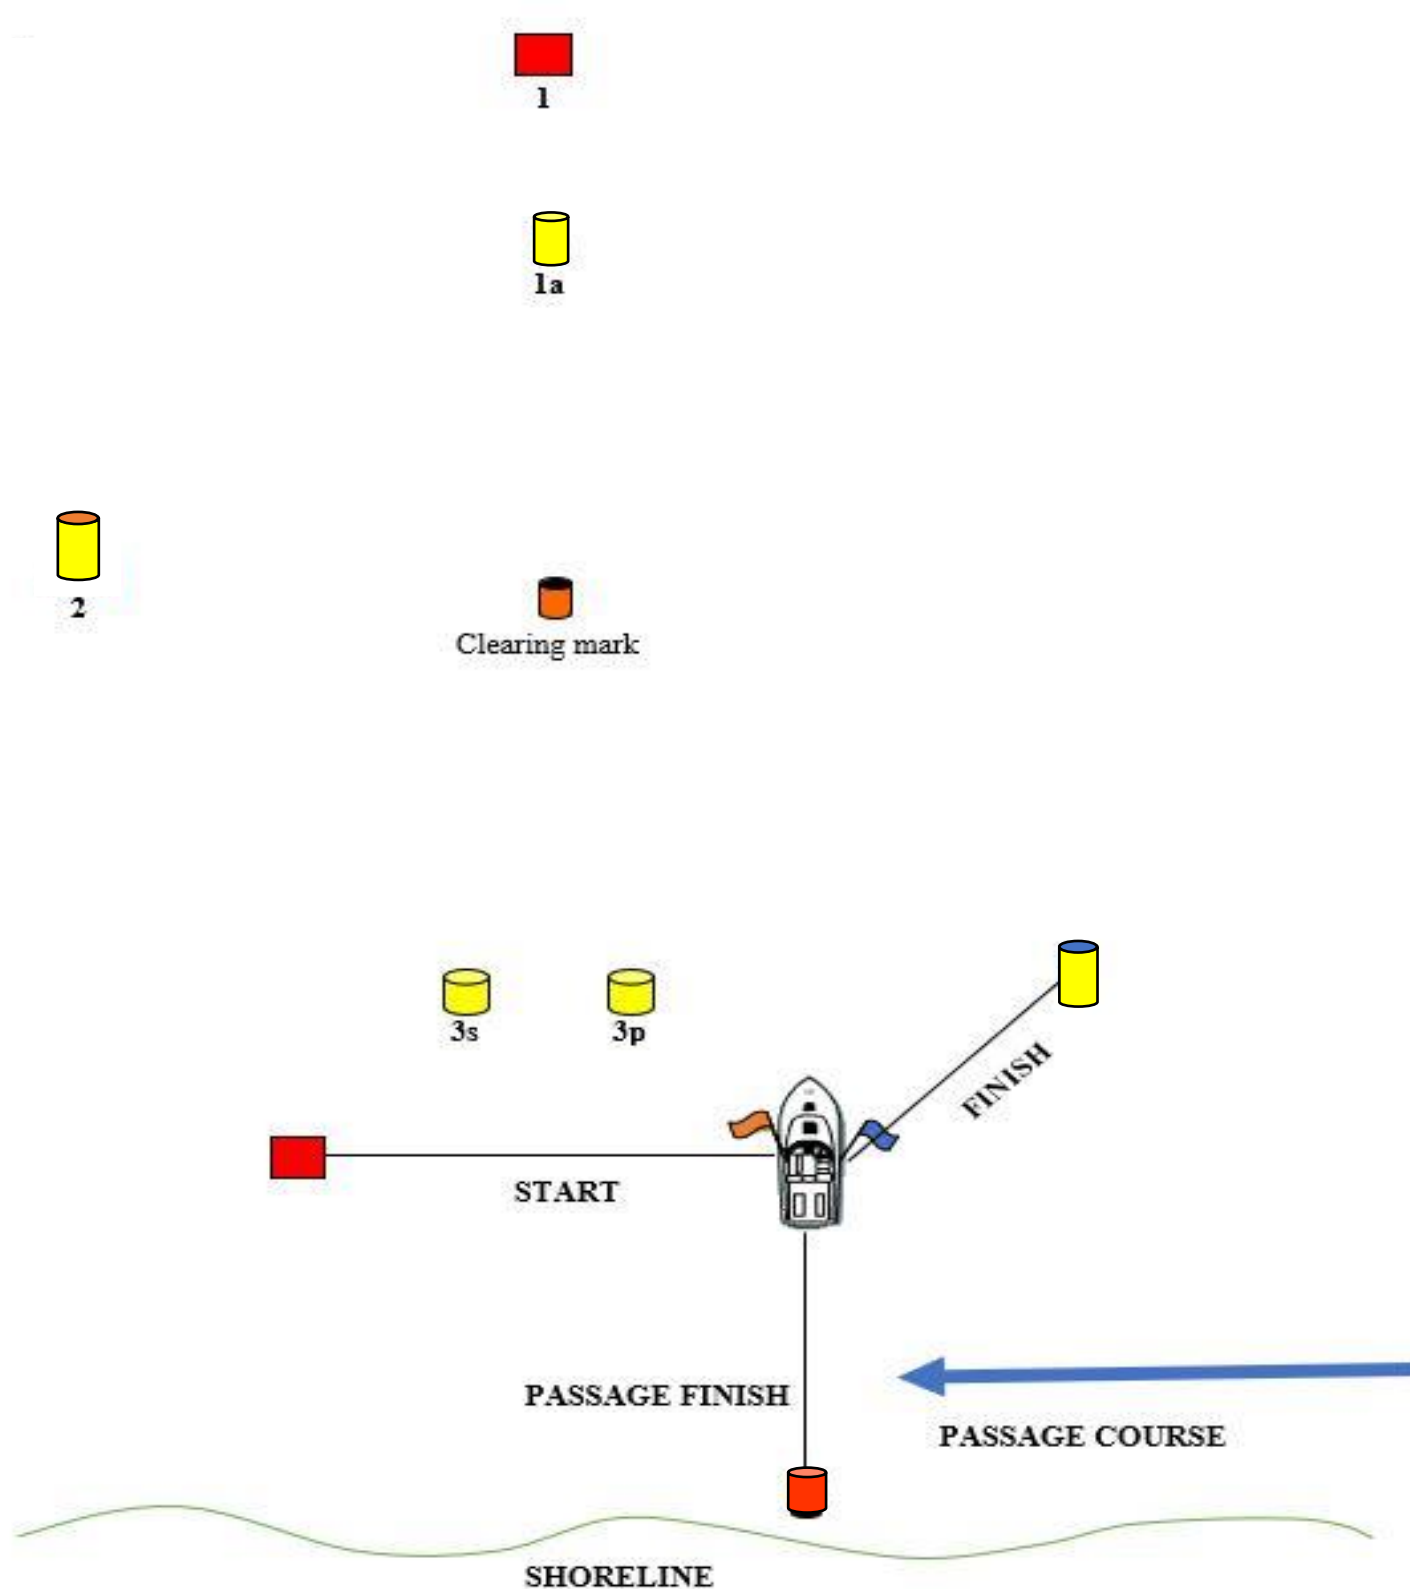 1
1a
2
Clearing mark
3s
3p
FINISH
START
PASSAGE FINISH
PASSAGE COURSE
SHORELINE